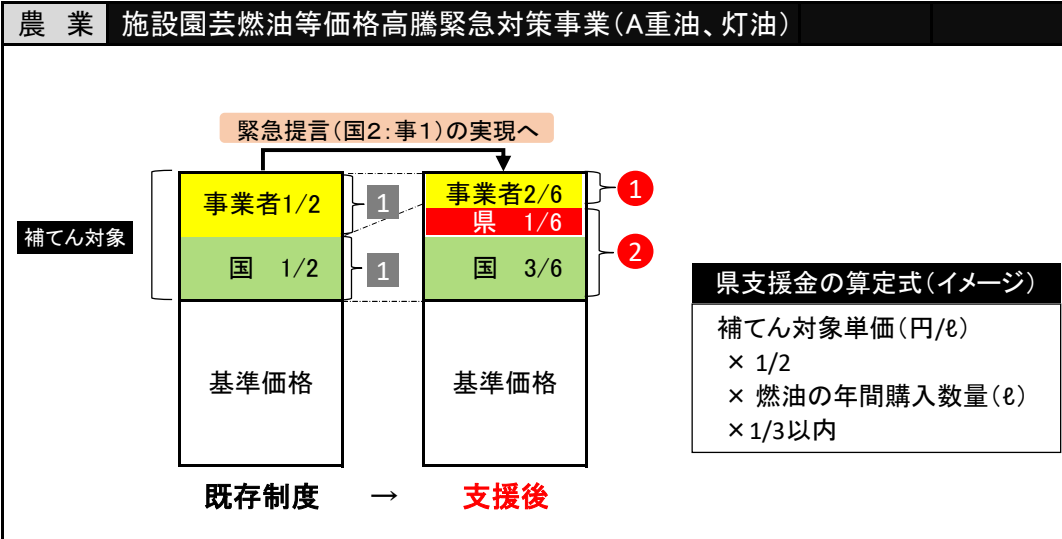 農　業　施設園芸燃油等価格高騰緊急対策事業（A重油、灯油）
緊急提言（国２：事１）の実現へ
補てん対象
事業者1/2
1
国　1/2
1
基準価格
既存制度
→
事業者2/6
1
県　1/6
国　3/6
2
基準価格
支援後
県支援金の算定式（イメージ）
補てん対象単価（円/ℓ）
× 1/2
× 燃油の年間購入数量（ℓ）
×1/3以内